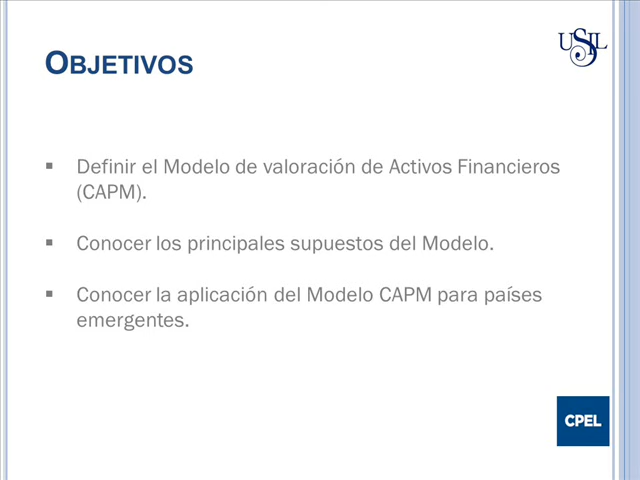 OBJETIVOS
USIL
▪ Definir el Modelo de valoración de Activos Financieros
(CAPM).
▪ Conocer los principales supuestos del Modelo.
▪ Conocer la aplicación del Modelo CAPM para países
emergentes.
CPEL